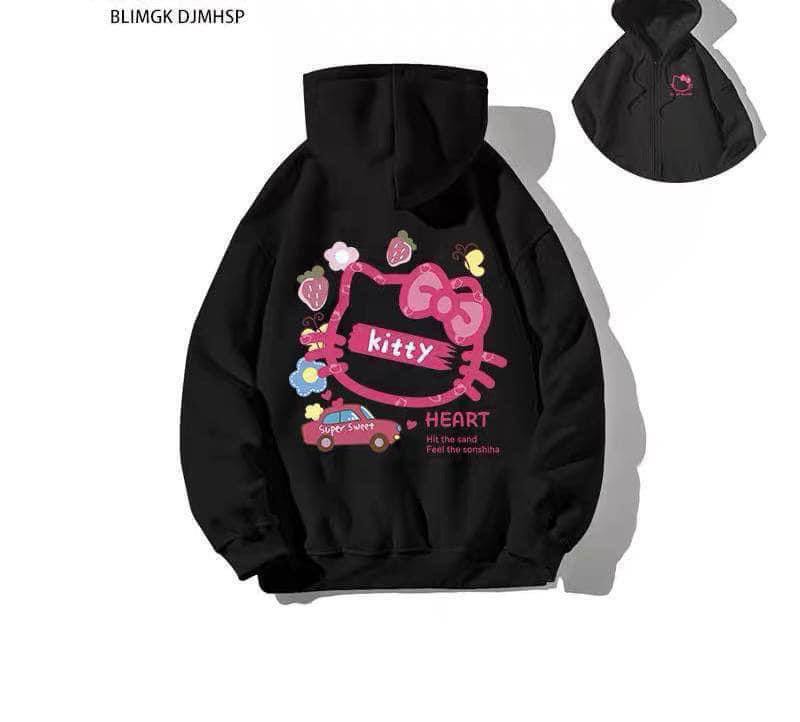 BLIMGK DJMHSP
kitty
Super Sweet
HEART
Hit the sand
Feel the sonshiha